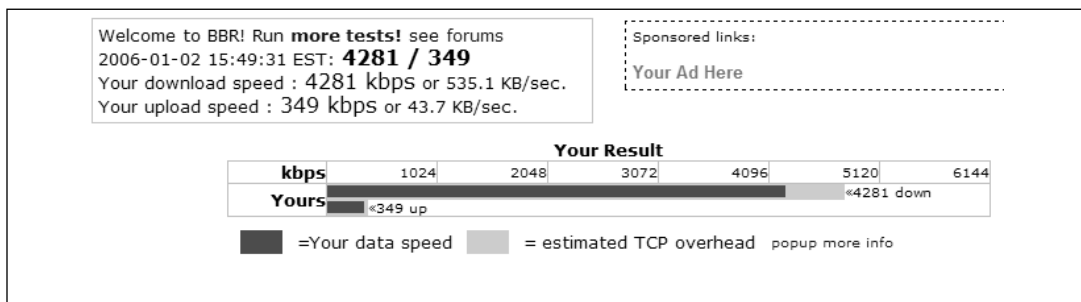 Welcome to BBR! Run more tests! see forums
2006-01-02 15:49:31 EST: 4281 / 349
Your download speed : 4281 kbps or 535.1 KB/sec.
Your upload speed : 349 kbps or 43.7 KB/sec.
Sponsored links:
Your Ad Here
Your Result
kbps 1024 2048 3072 4096 5120 6144
Yours «4281 down
«349 up
=Your data speed = estimated TCP overhead popup more info